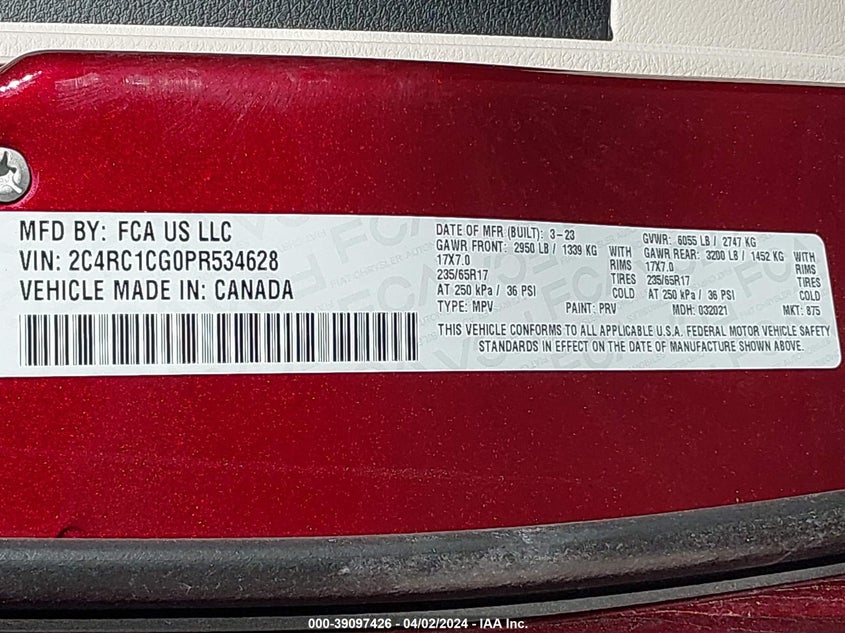 MFD BY: FCA US LLC
VIN: 2C4RC1CG0PR534628
VEHICLE MADE IN: CANADA
DATE OF MFR (BUILT): 3-23 GVWR: 6055 LB / 2747 KG
GAWR FRONT: 2950 LB / 1339 KG WITH GAWR REAR: 3200 LB / 1452 KG WITH
17X7.0 RIMS 17X7.0 RIMS
235/65R17 TIRES 235/65R17 TIRES
AT 250 kPa / 36 PSI COLD AT 250 kPa / 36 PSI COLD
TYPE: MPV PAINT: PRV MDH: 032021 MKT: 875
THIS VEHICLE CONFORMS TO ALL APPLICABLE U.S.A. FEDERAL MOTOR VEHICLE SAFETY
STANDARDS IN EFFECT ON THE DATE OF MANUFACTURE SHOWN ABOVE.
000-39097426 - 04/02/2024 - IAA Inc.